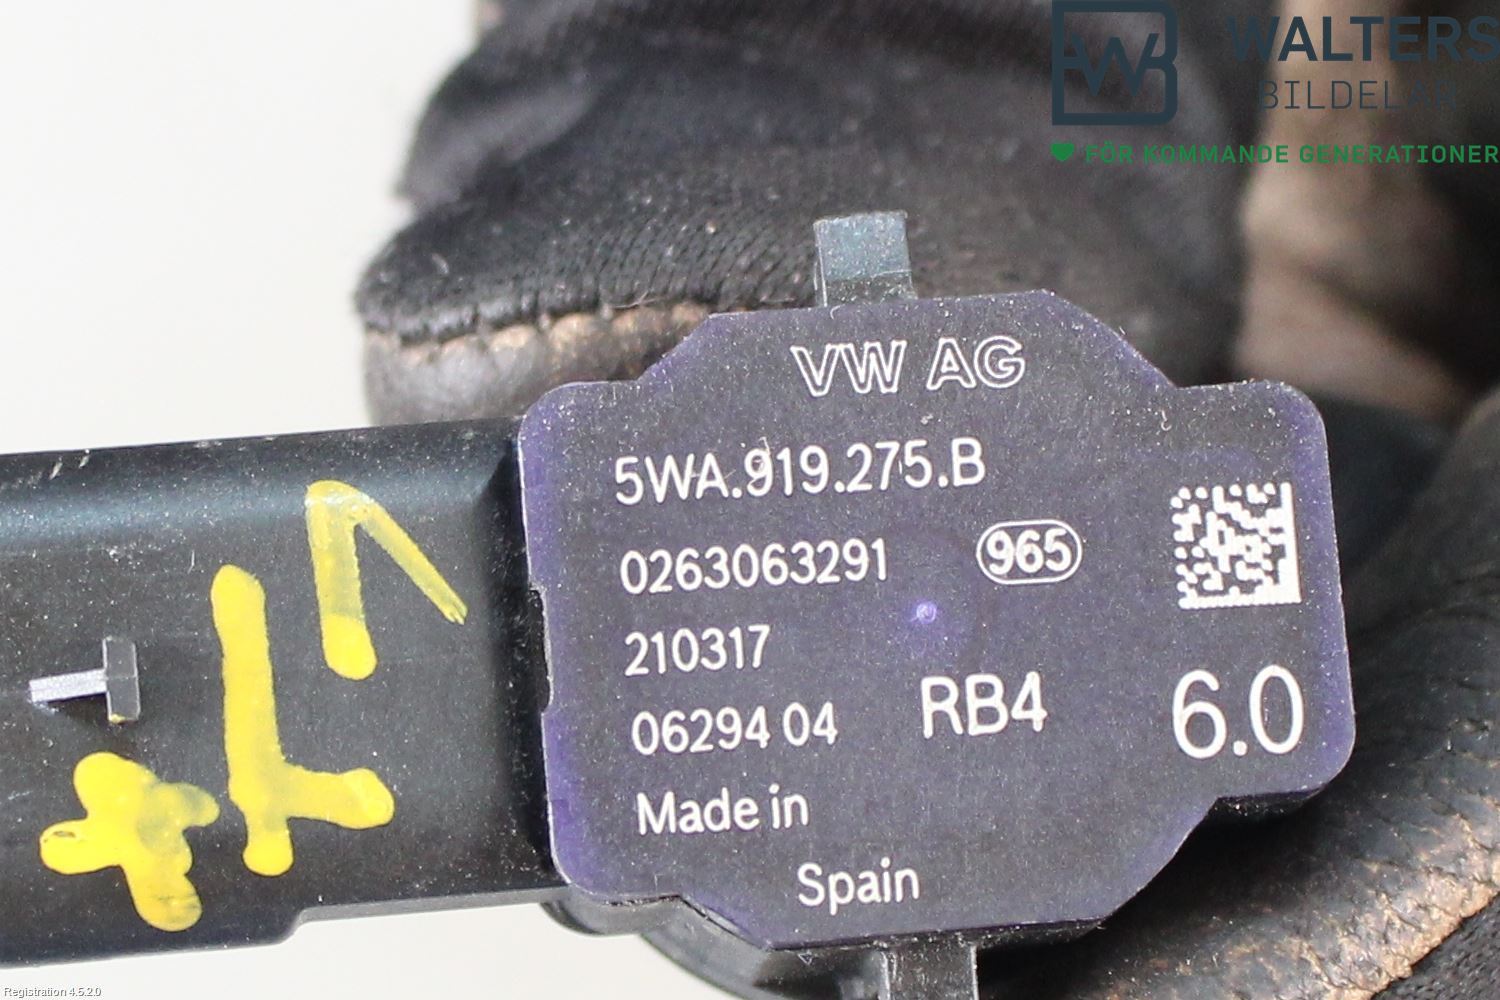 WALTERS
BILDELAR
FÖR KOMMANDE GENERATIONER
VW AG
5WA.919.275.B
0263063291 965
210317
06294 04 RB4 6.0
Made in
Spain
Registration 4.5.2.0